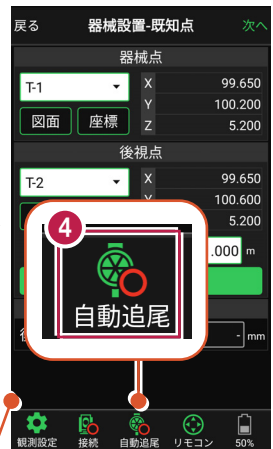 戻る 器械設置-既知点 次へ
器械点
T-1 X 99.650
Y 100.200
図面 座標 Z 5.200
後視点
T-2 X 99.650
Y 100.600
5.200
4
.000 m
自動追尾
- mm
観測設定 接続 自動追尾 リモコン 50%